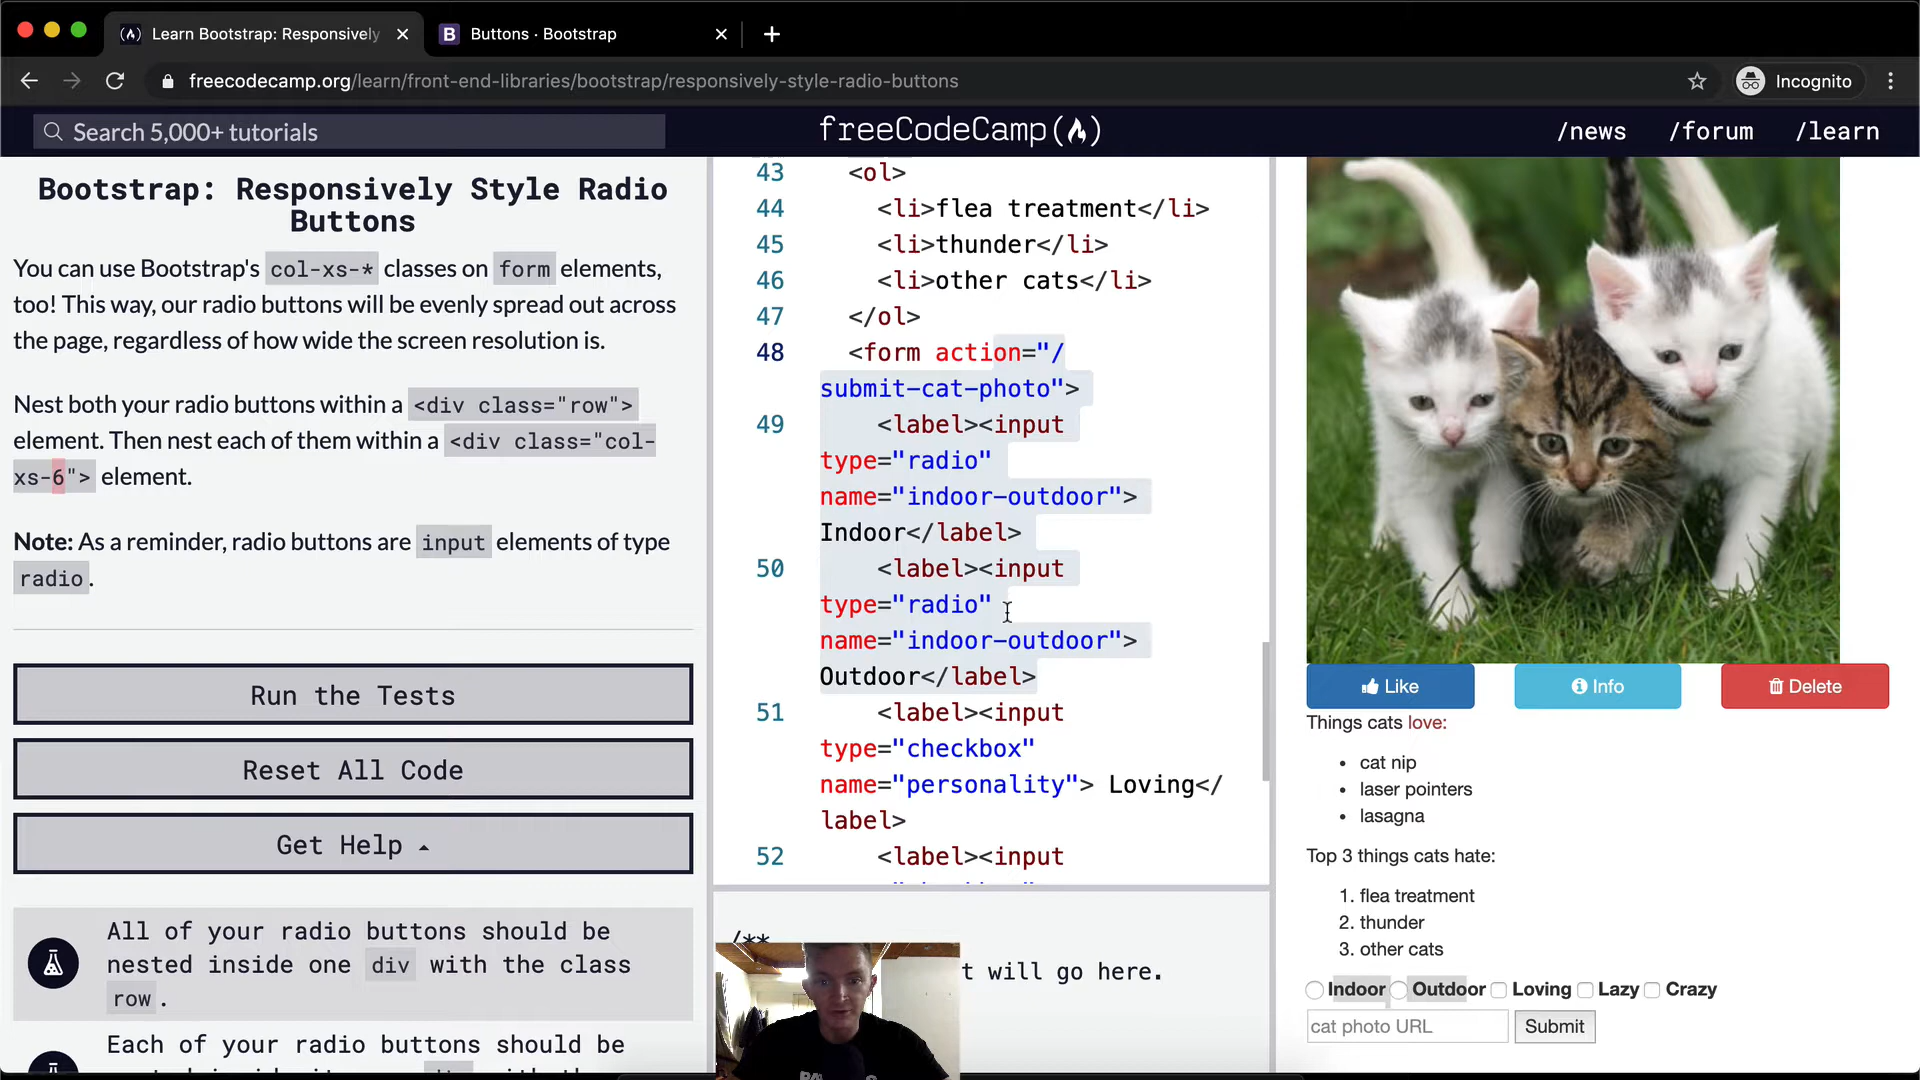 Learn Bootstrap: Responsively
Buttons · Bootstrap
freecodecamp.org/learn/front-end-libraries/bootstrap/responsively-style-radio-buttons
Incognito
Search 5,000+ tutorials
freeCodeCamp
/news
/forum
/learn
Bootstrap: Responsively Style Radio
Buttons
You can use Bootstrap's col-xs-* classes on form elements,
too! This way, our radio buttons will be evenly spread out across
the page, regardless of how wide the screen resolution is.
Nest both your radio buttons within a <div class="row">
element. Then nest each of them within a <div class="col-
xs-6"> element.
Note: As a reminder, radio buttons are input elements of type
radio.
Run the Tests
Reset All Code
Get Help
All of your radio buttons should be
nested inside one div with the class
row.
Each of your radio buttons should be
43 <ol>
44 <li>flea treatment</li>
45 <li>thunder</li>
46 <li>other cats</li>
47 </ol>
48 <form action="/
submit-cat-photo">
49 <label><input
type="radio"
name="indoor-outdoor">
Indoor</label>
50 <label><input
type="radio"
name="indoor-outdoor">
Outdoor</label>
51 <label><input
type="checkbox"
name="personality"> Loving</
label>
52 <label><input
/**
t will go here.
Like
Info
Delete
Things cats love:
• cat nip
• laser pointers
• lasagna
Top 3 things cats hate:
1. flea treatment
2. thunder
3. other cats
Indoor Outdoor Loving Lazy Crazy
cat photo URL
Submit